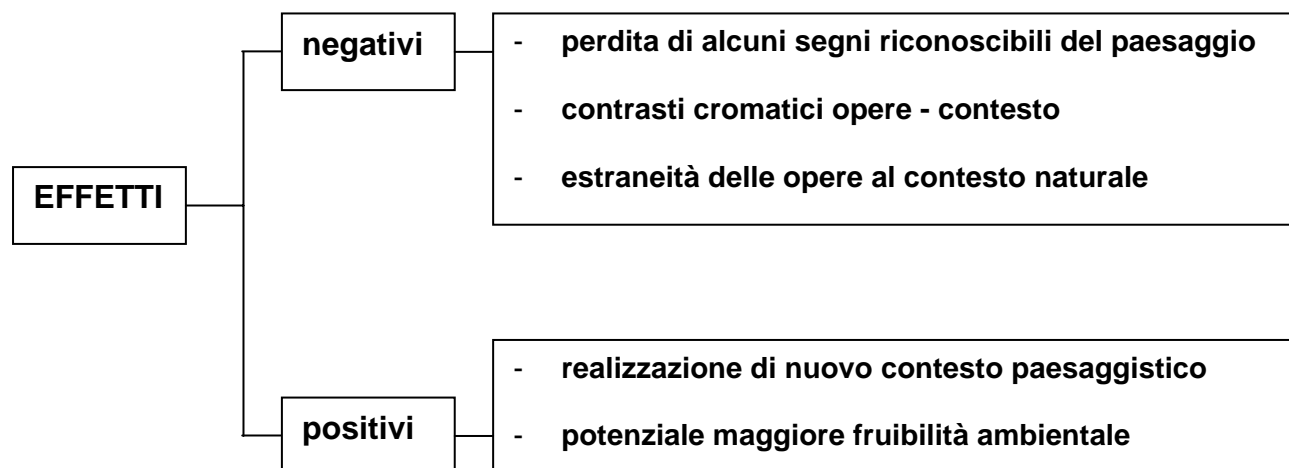 EFFETTI
negativi
- perdita di alcuni segni riconoscibili del paesaggio
- contrasti cromatici opere - contesto
- estraneità delle opere al contesto naturale
positivi
- realizzazione di nuovo contesto paesaggistico
- potenziale maggiore fruibilità ambientale